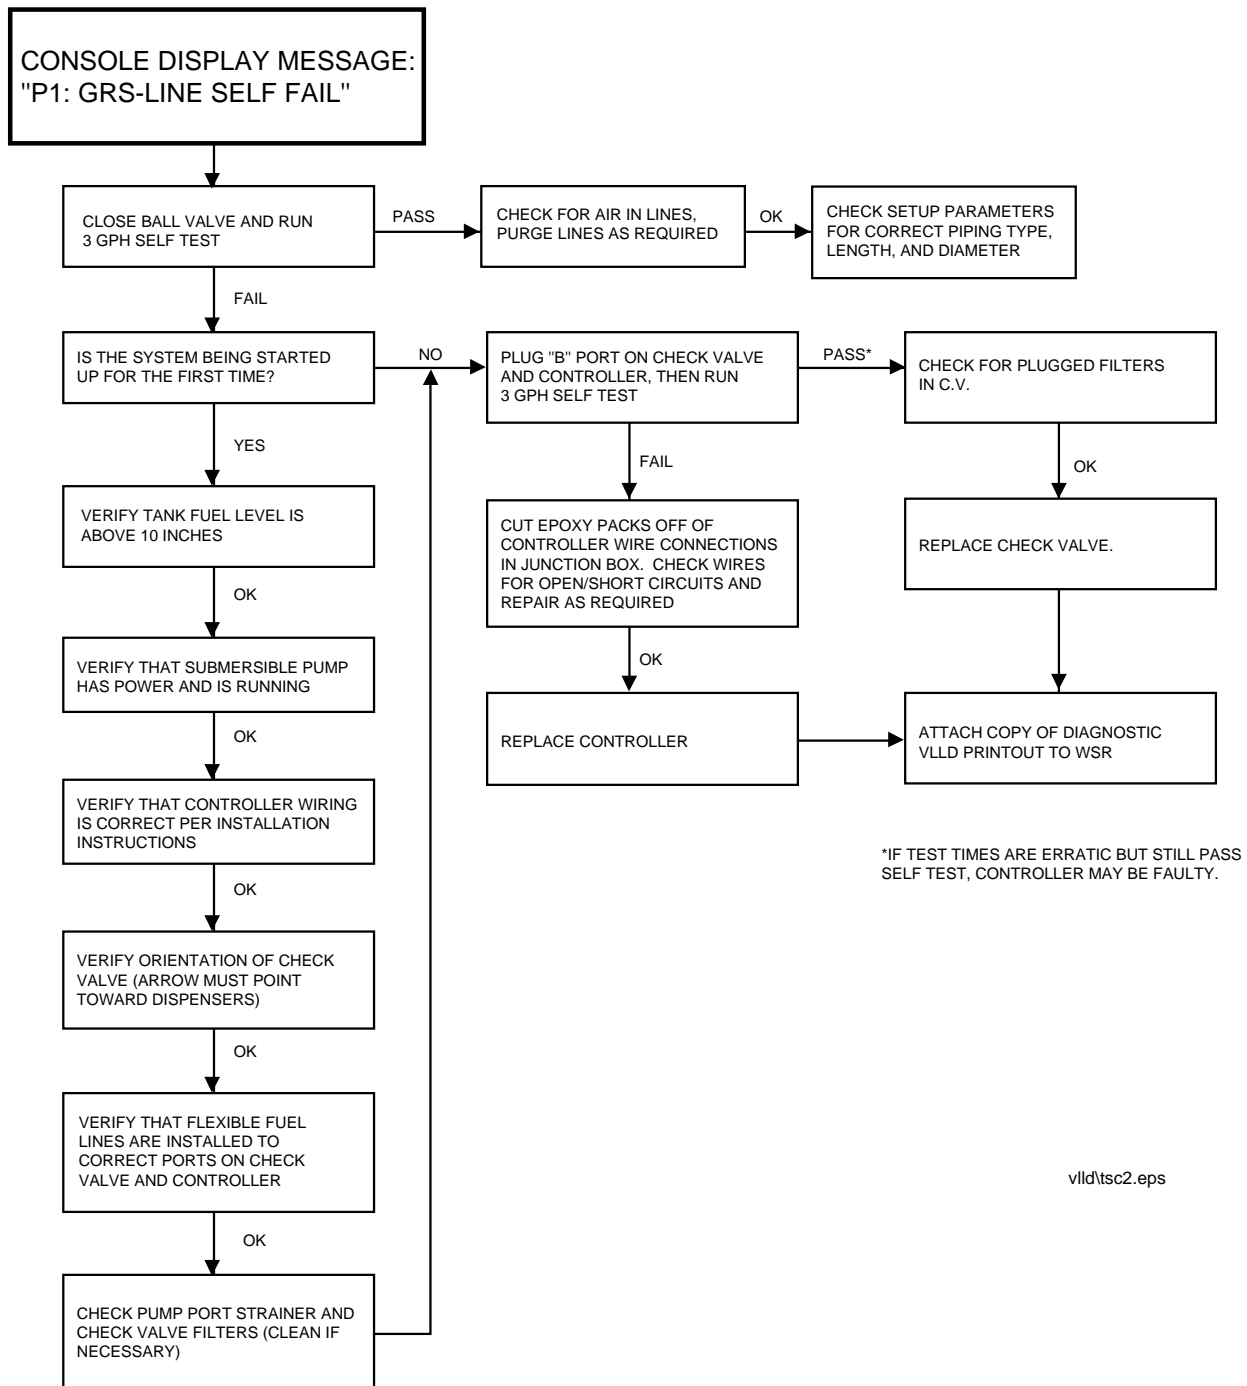 CONSOLE DISPLAY MESSAGE:
"P1: GRS-LINE SELF FAIL"
CLOSE BALL VALVE AND RUN
3 GPH SELF TEST
PASS
CHECK FOR AIR IN LINES,
PURGE LINES AS REQUIRED
OK
CHECK SETUP PARAMETERS
FOR CORRECT PIPING TYPE,
LENGTH, AND DIAMETER
FAIL
IS THE SYSTEM BEING STARTED
UP FOR THE FIRST TIME?
NO
PLUG "B" PORT ON CHECK VALVE
AND CONTROLLER, THEN RUN
3 GPH SELF TEST
PASS*
CHECK FOR PLUGGED FILTERS
IN C.V.
YES
FAIL
OK
VERIFY TANK FUEL LEVEL IS
ABOVE 10 INCHES
CUT EPOXY PACKS OFF OF
CONTROLLER WIRE CONNECTIONS
IN JUNCTION BOX. CHECK WIRES
FOR OPEN/SHORT CIRCUITS AND
REPAIR AS REQUIRED
REPLACE CHECK VALVE.
OK
OK
VERIFY THAT SUBMERSIBLE PUMP
HAS POWER AND IS RUNNING
REPLACE CONTROLLER
ATTACH COPY OF DIAGNOSTIC
VLLD PRINTOUT TO WSR
OK
VERIFY THAT CONTROLLER WIRING
IS CORRECT PER INSTALLATION
INSTRUCTIONS
*IF TEST TIMES ARE ERRATIC BUT STILL PASS
SELF TEST, CONTROLLER MAY BE FAULTY.
OK
VERIFY ORIENTATION OF CHECK
VALVE (ARROW MUST POINT
TOWARD DISPENSERS)
OK
VERIFY THAT FLEXIBLE FUEL
LINES ARE INSTALLED TO
CORRECT PORTS ON CHECK
VALVE AND CONTROLLER
vlld\tsc2.eps
OK
CHECK PUMP PORT STRAINER AND
CHECK VALVE FILTERS (CLEAN IF
NECESSARY)